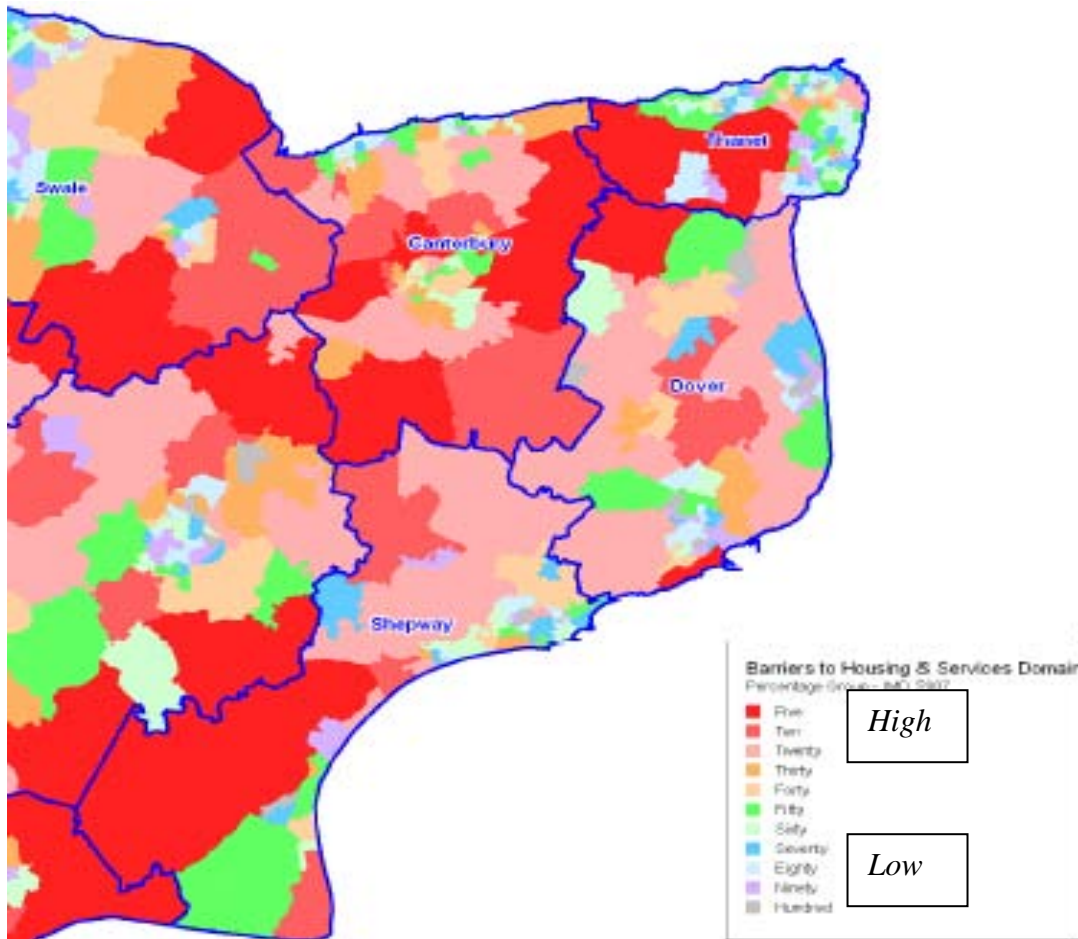 Thanet
Swale
Canterbury
Dover
Shepway
Barriers to Housing & Services Domain
Percentage Group - IMD 2007
Five
Ten
Twenty
Thirty
Forty
Fifty
Sixty
Seventy
Eighty
Ninety
Hundred
High
Low